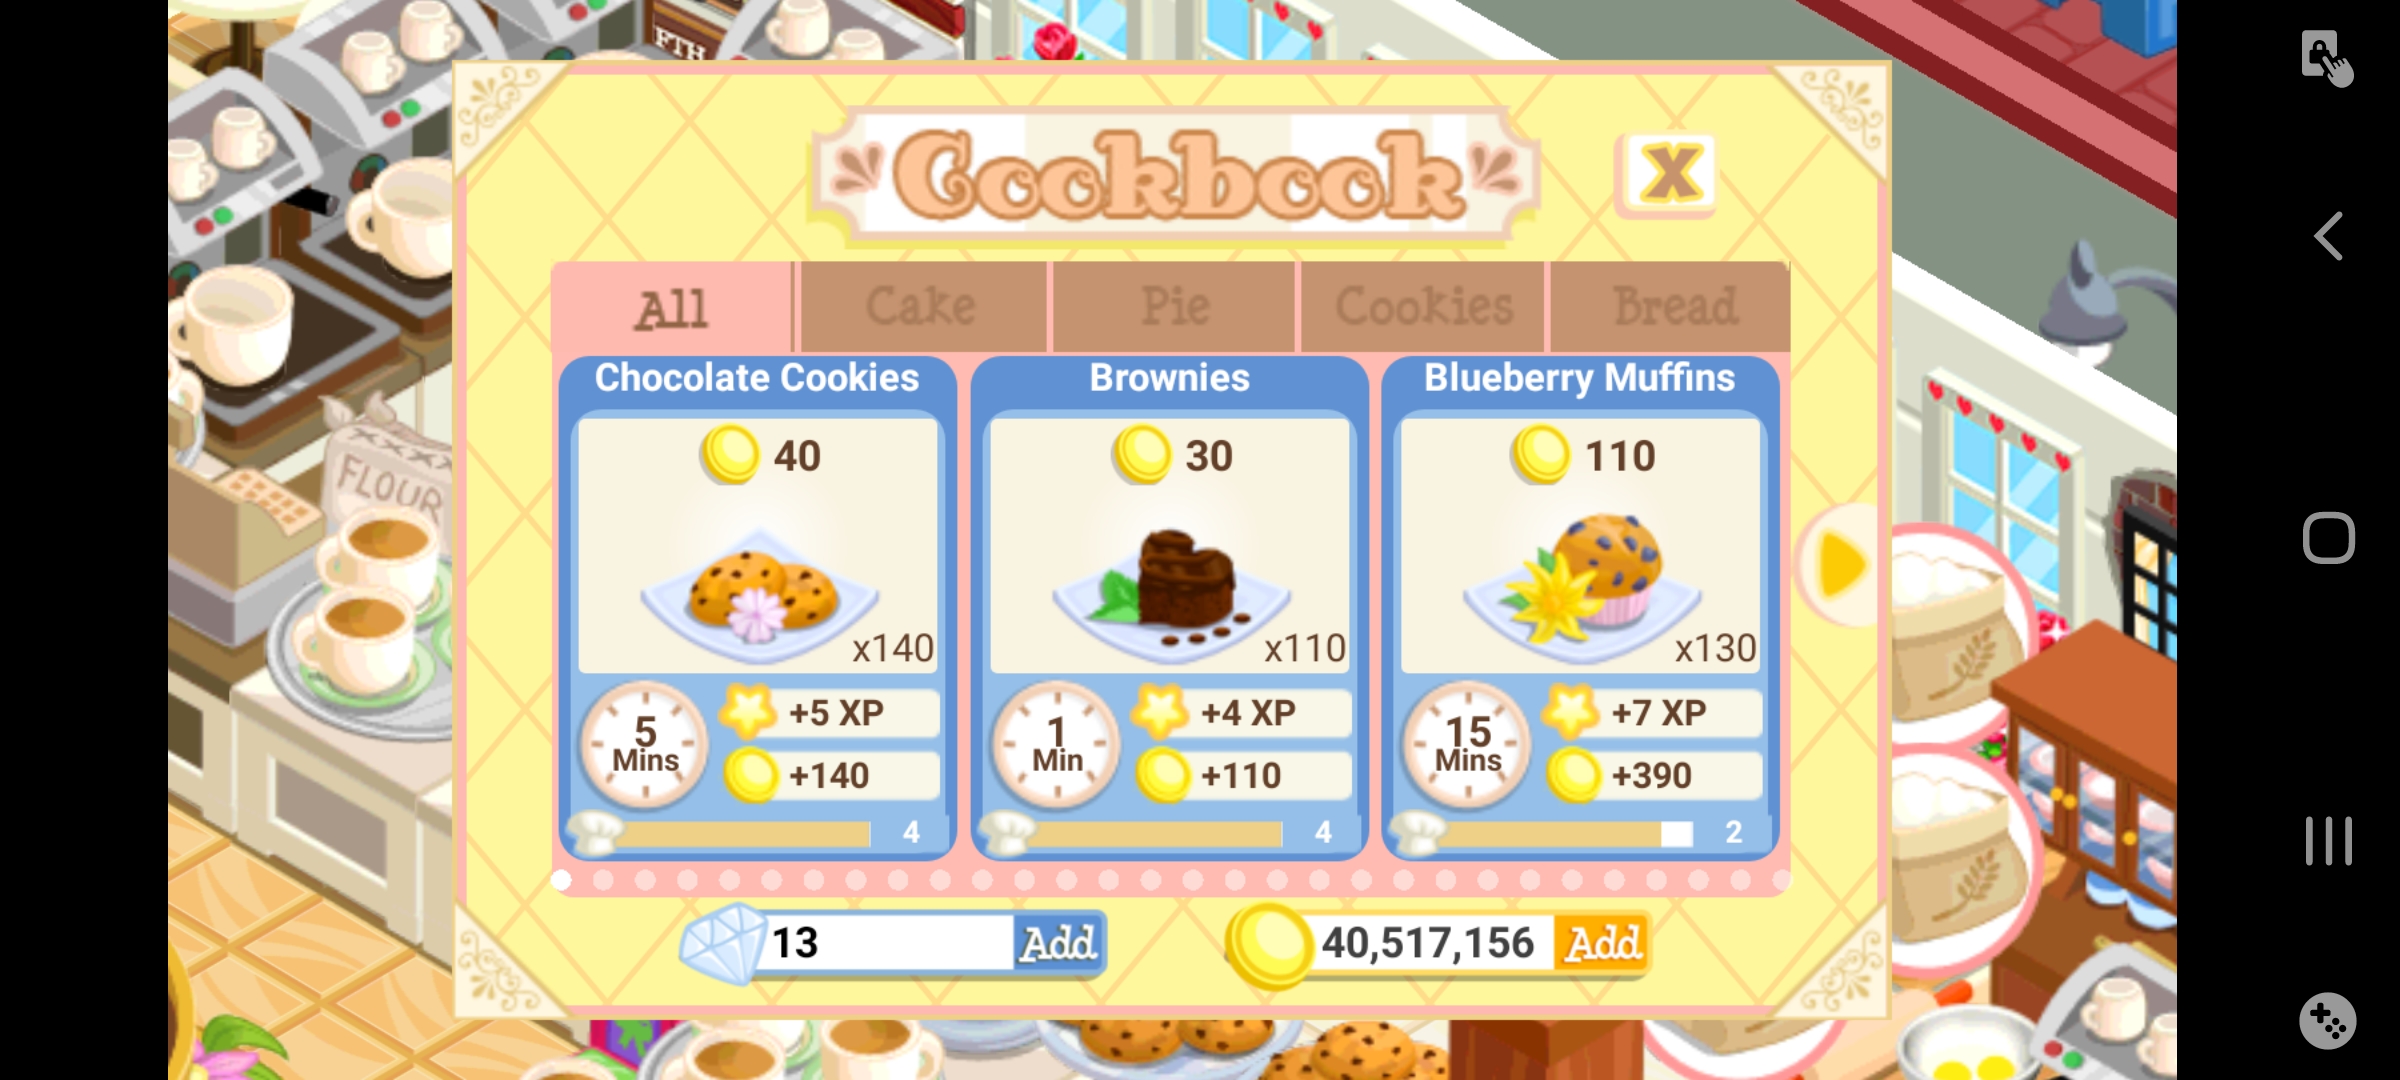 FTH
Cookbook
X
All Cake Pie Cookies Bread
Chocolate Cookies Brownies Blueberry Muffins
40 30 110
FLOUR
x140 x110 x130
5 Mins +5 XP 1 Min +4 XP 15 Mins +7 XP
+140 +110 +390
4 4 2
13 Add 40,517,156 Add